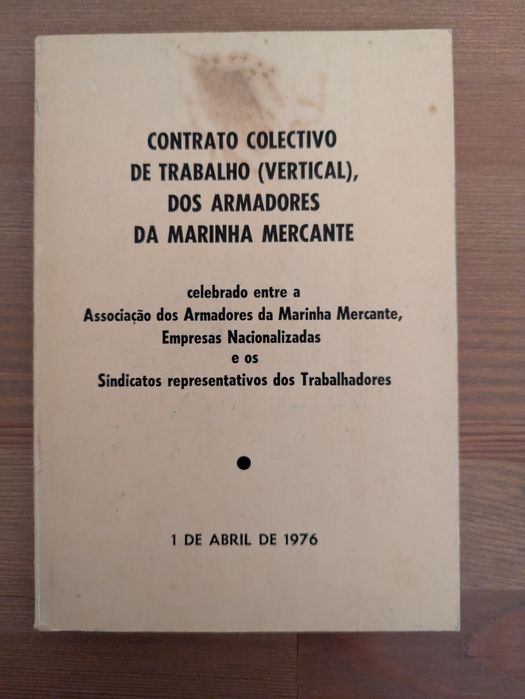 CONTRATO COLECTIVO
DE TRABALHO (VERTICAL),
DOS ARMADORES
DA MARINHA MERCANTE
celebrado entre a
Associação dos Armadores da Marinha Mercante,
Empresas Nacionalizadas
e os
Sindicatos representativos dos Trabalhadores
1 DE ABRIL DE 1976